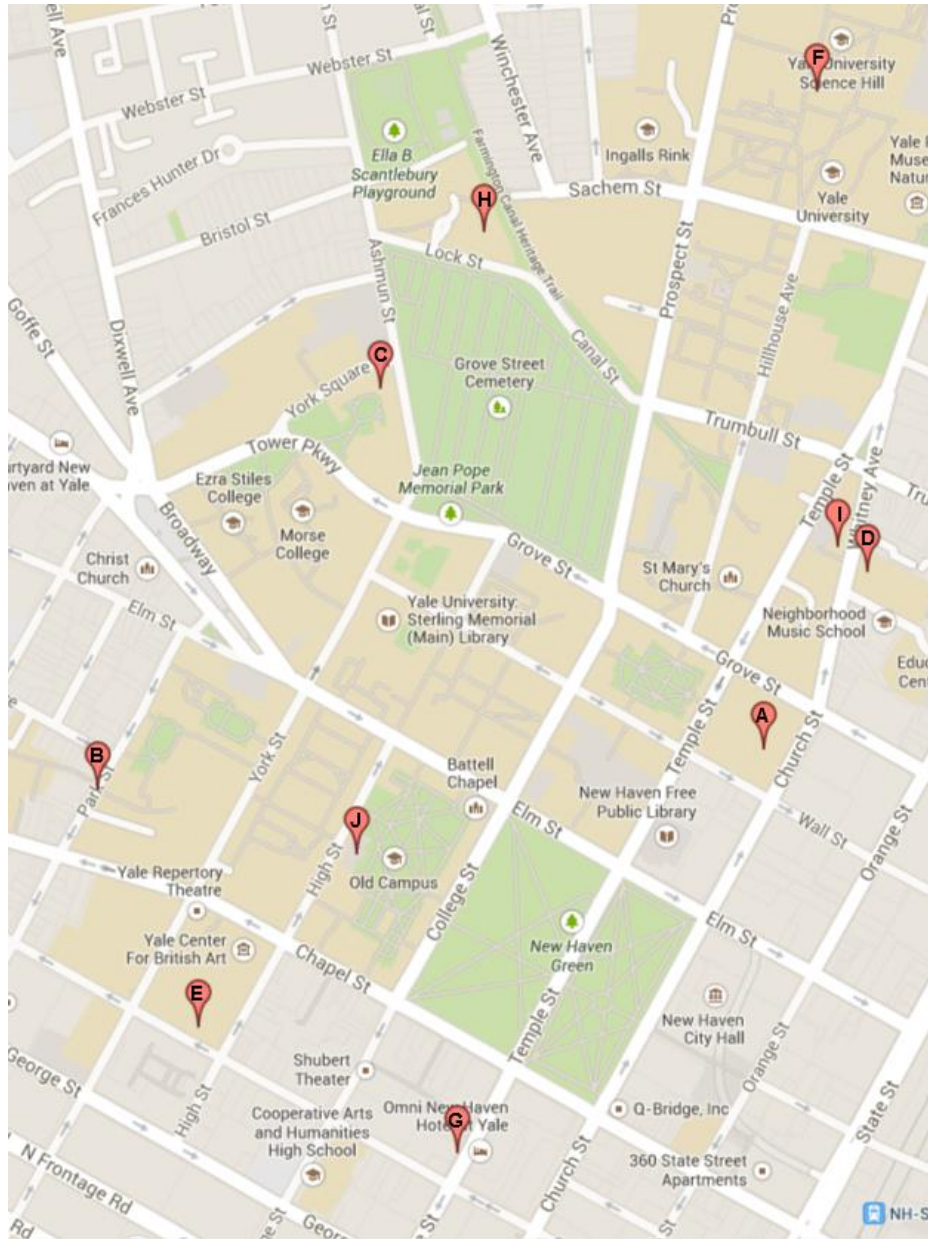 Webster St
Webster St
Winchester Ave
F
Yale University
Science Hill
Ella B.
Scantlebury
Playground
Frances Hunter Dr
Farmington Canal Heritage Trail
Ingalls Rink
Sachem St
Yale
University
H
Bristol St
Ashmun St
Lock St
Prospect St
Goffe St
Dixwell Ave
Hillhouse Ave
C
York Square
Grove Street
Cemetery
Canal St
Trumbull St
Tower Pkwy
Jean Pope
Memorial Park
Ezra Stiles
College
Morse
College
Temple St
Whitney Ave
I
D
Broadway
Christ
Church
Grove St
St Mary's
Church
Elm St
Yale University:
Sterling Memorial
(Main) Library
Neighborhood
Music School
Grove St
A
Temple St
Church St
B
Park St
York St
Battell
Chapel
New Haven Free
Public Library
Elm St
Wall St
J
High St
Old Campus
Orange St
Yale Repertory
Theatre
College St
Yale Center
For British Art
New Haven
Green
Elm St
Chapel St
E
New Haven
City Hall
Temple St
Shubert
Theater
Orange St
George St
High St
Cooperative Arts
and Humanities
High School
Omni New Haven
Hotel at Yale
G
Q-Bridge, Inc
Church St
State St
360 State Street
Apartments
N Frontage Rd
NH-S